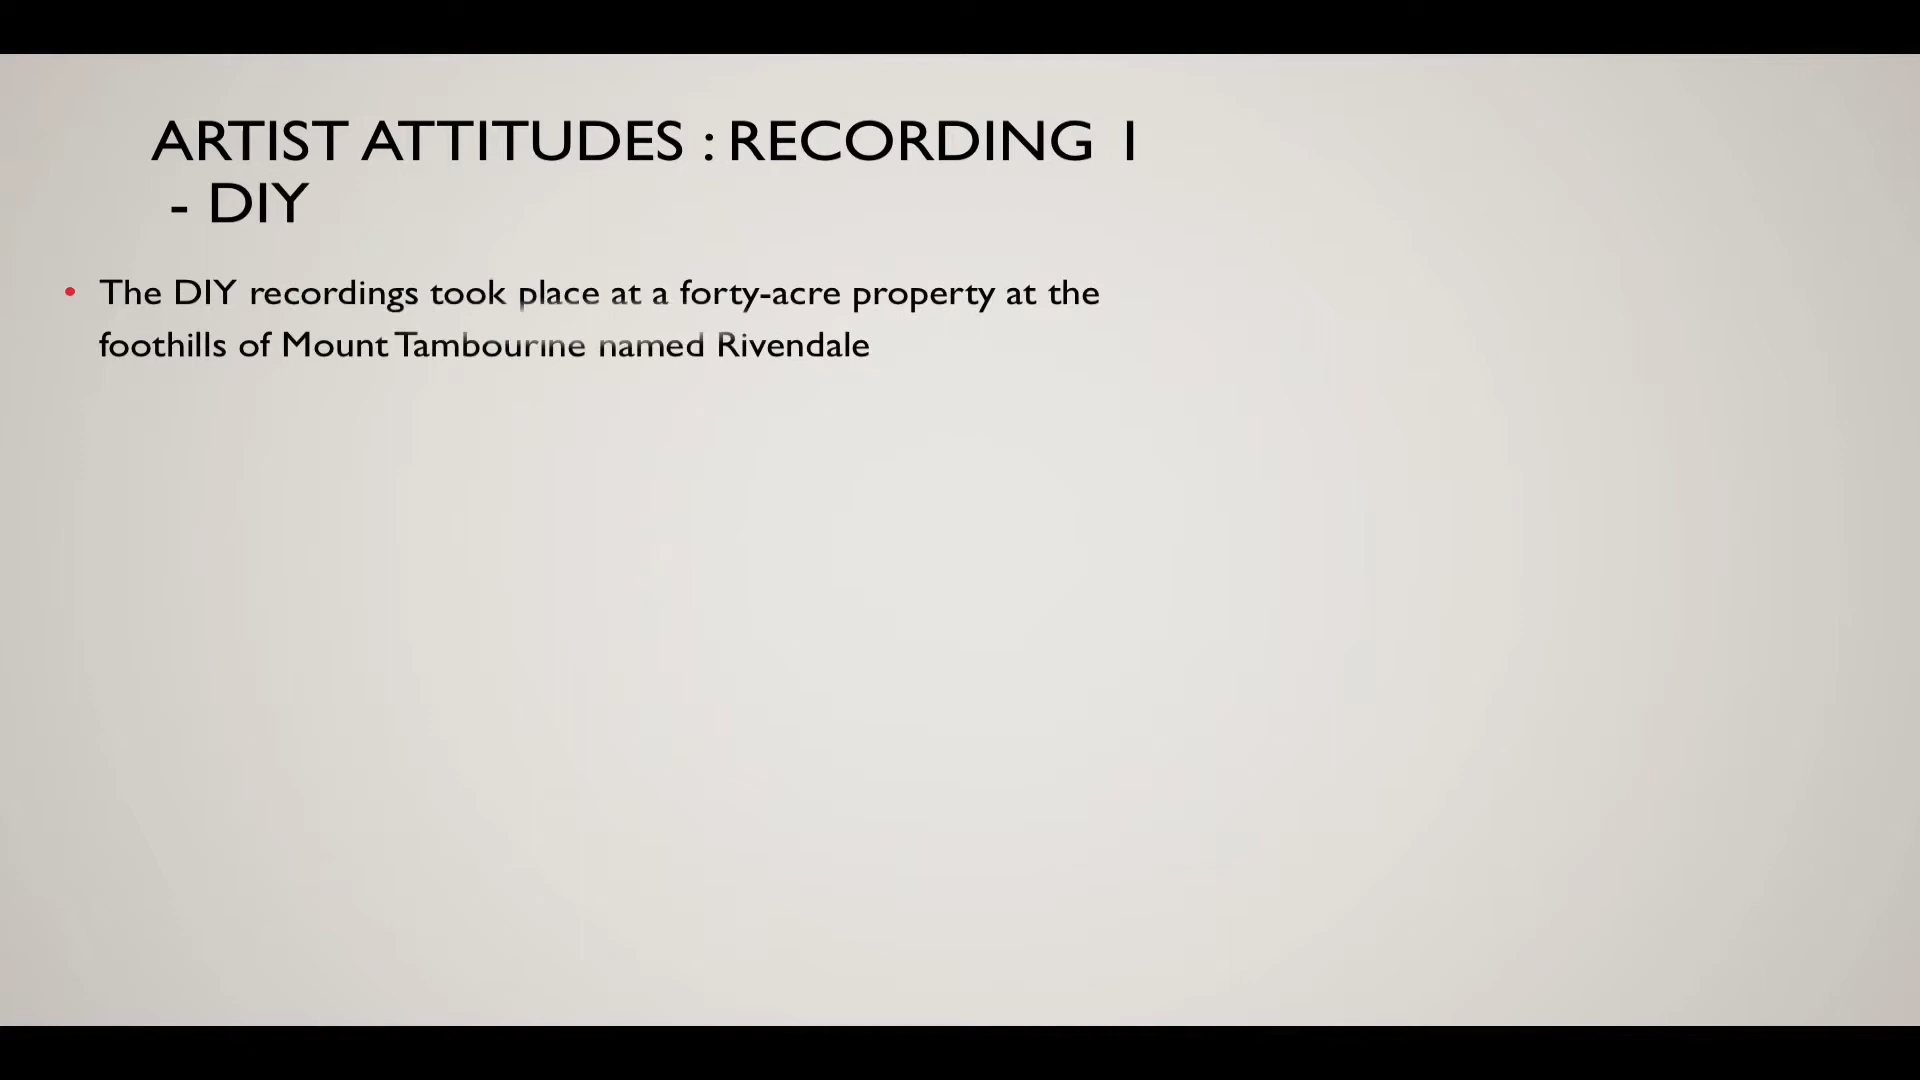 ARTIST ATTITUDES : RECORDING 1
- DIY
• The DIY recordings took place at a forty-acre property at the
foothills of Mount Tambourine named Rivendale